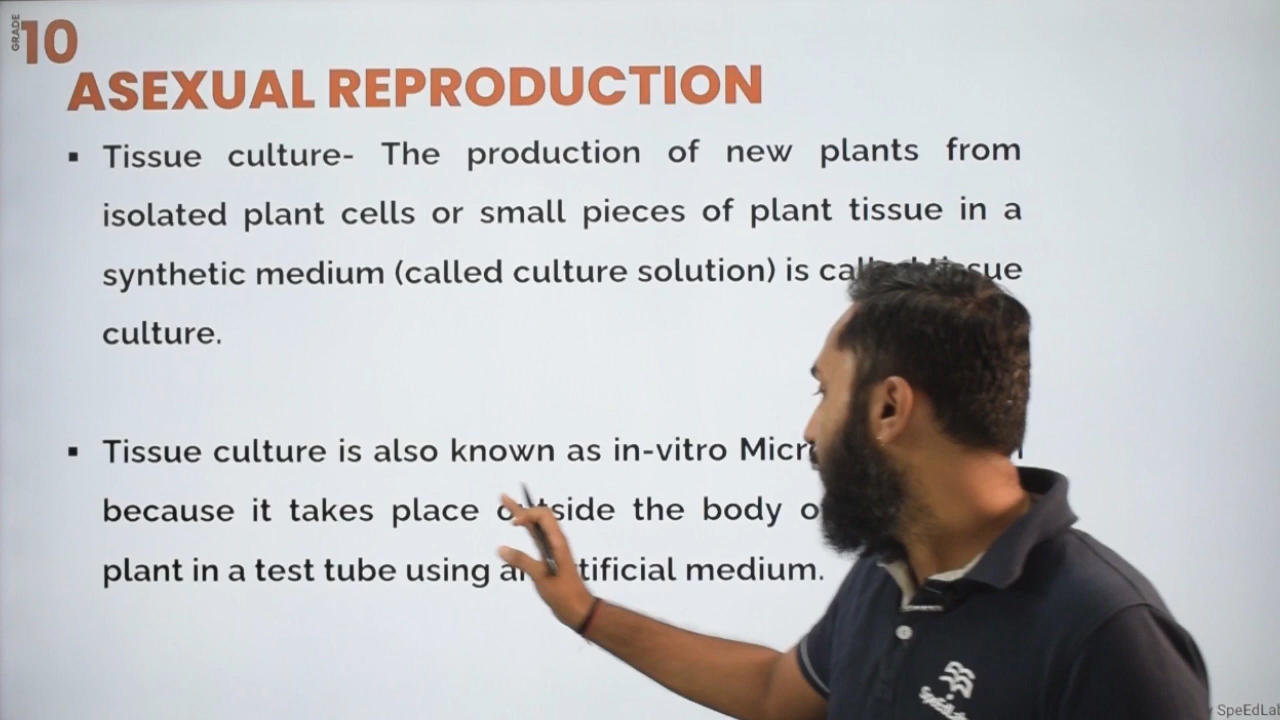 GRADE 10
ASEXUAL REPRODUCTION
▪ Tissue culture- The production of new plants from
isolated plant cells or small pieces of plant tissue in a
synthetic medium (called culture solution) is called tissue
culture.
▪ Tissue culture is also known as in-vitro
because it takes place outside the body
plant in a test tube using an artificial medium.
SpeEdLab